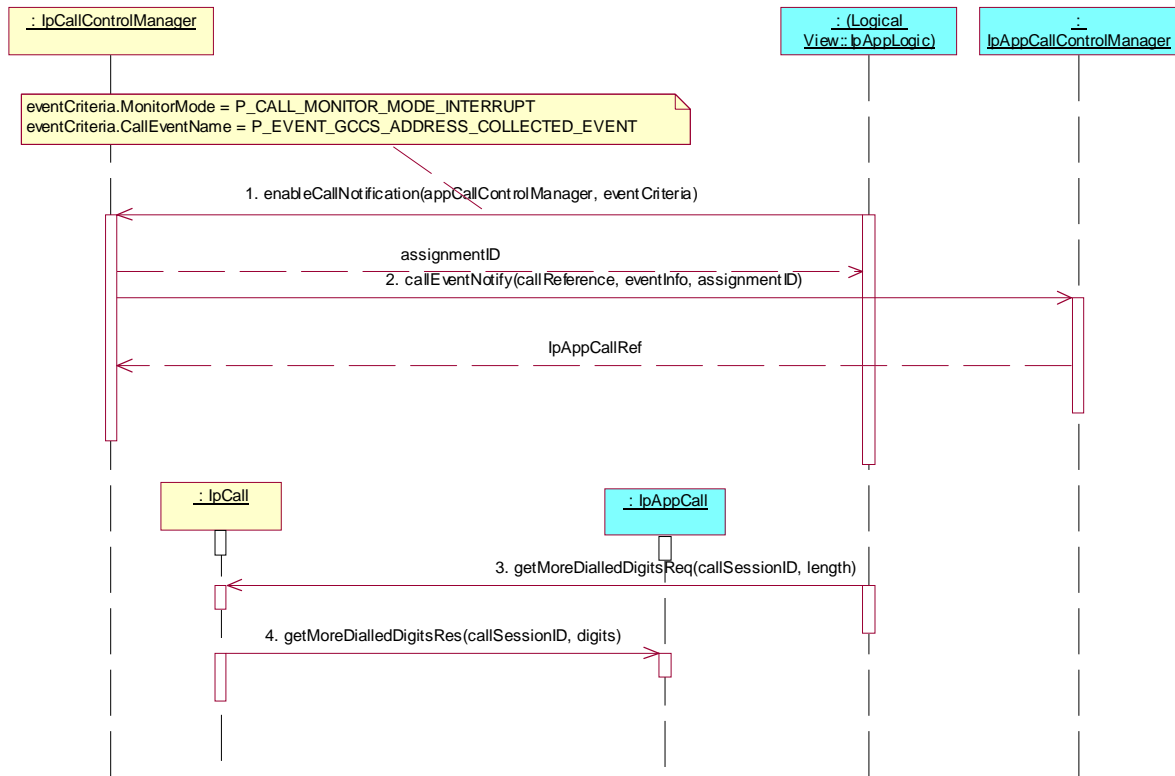 : IpCallControlManager
: (Logical
View::IpAppLogic)
:
IpAppCallControlManager
eventCriteria.MonitorMode = P_CALL_MONITOR_MODE_INTERRUPT
eventCriteria.CallEventName = P_EVENT_GCCS_ADDRESS_COLLECTED_EVENT
1. enableCallNotification(appCallControlManager, eventCriteria)
assignmentID
2. callEventNotify(callReference, eventInfo, assignmentID)
IpAppCallRef
: IpCall
: IpAppCall
3. getMoreDialledDigitsReq(callSessionID, length)
4. getMoreDialledDigitsRes(callSessionID, digits)